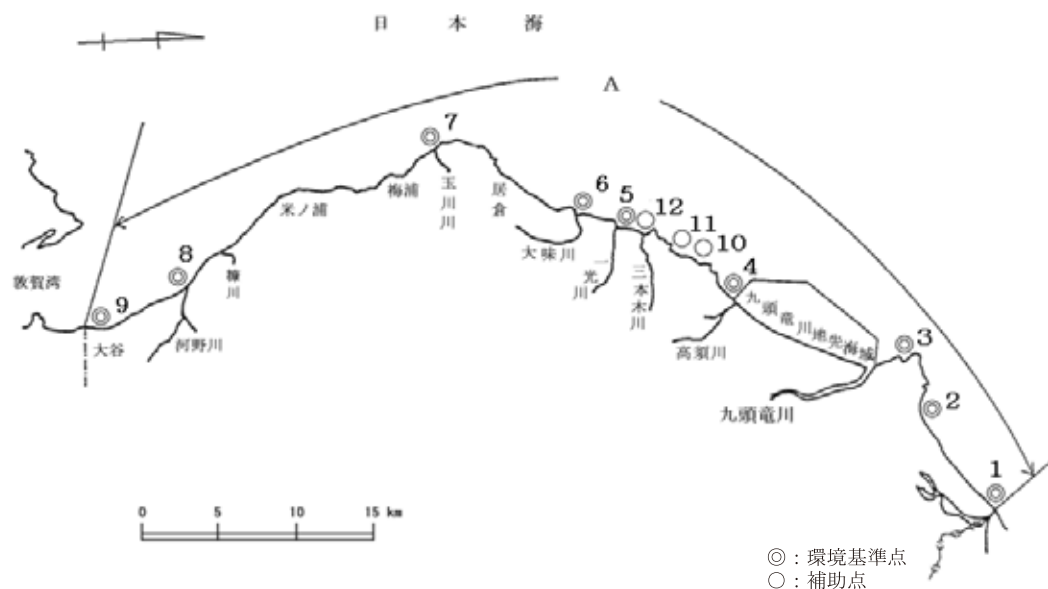 日本海
A
7
6
5
12
11
10
4
3
2
1
8
9
敦賀湾
大谷
河野川
糠川
米ノ浦
梅浦
玉川川
居倉
大味川
一光川
三本木川
高須川
九頭竜川地先海域
九頭竜川
0 5 10 15 km
◎：環境基準点
○：補助点